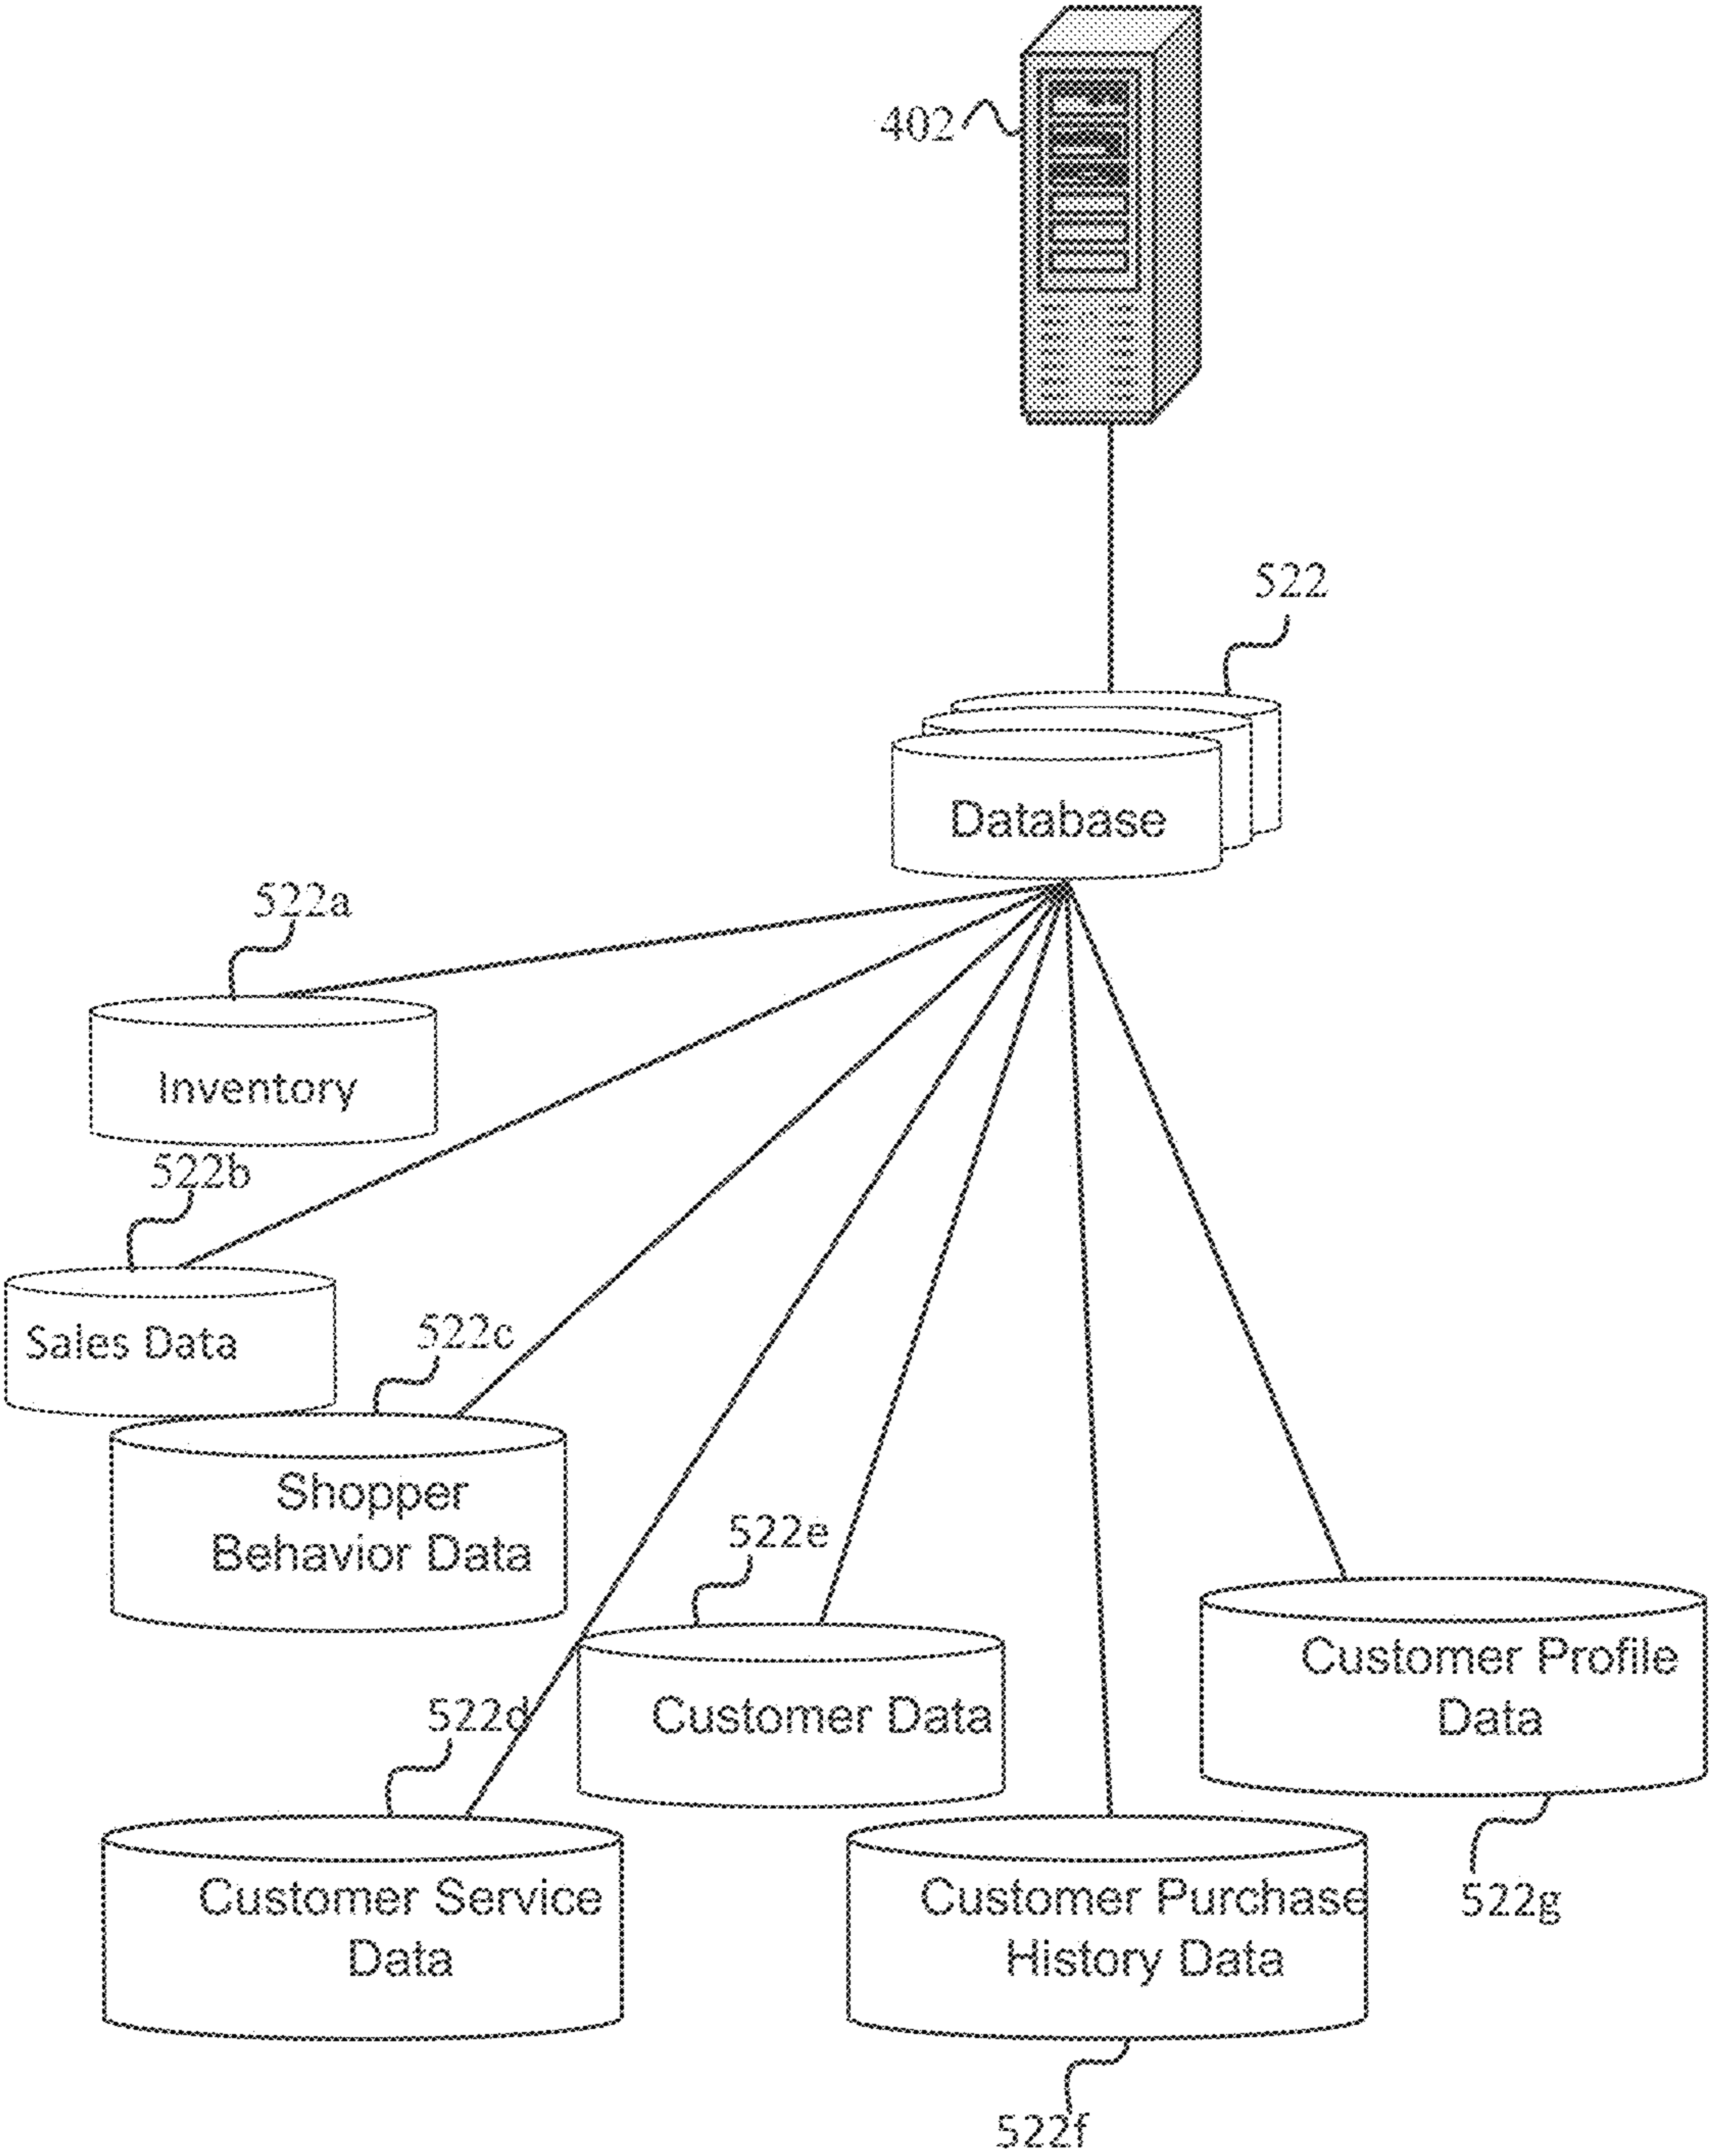 402
522
Database
522a
Inventory
522b
Sales Data
522c
Shopper
Behavior Data
522e
Customer Data
Customer Profile
Data
522d
Customer Service
Data
Customer Purchase
History Data
522g
522f